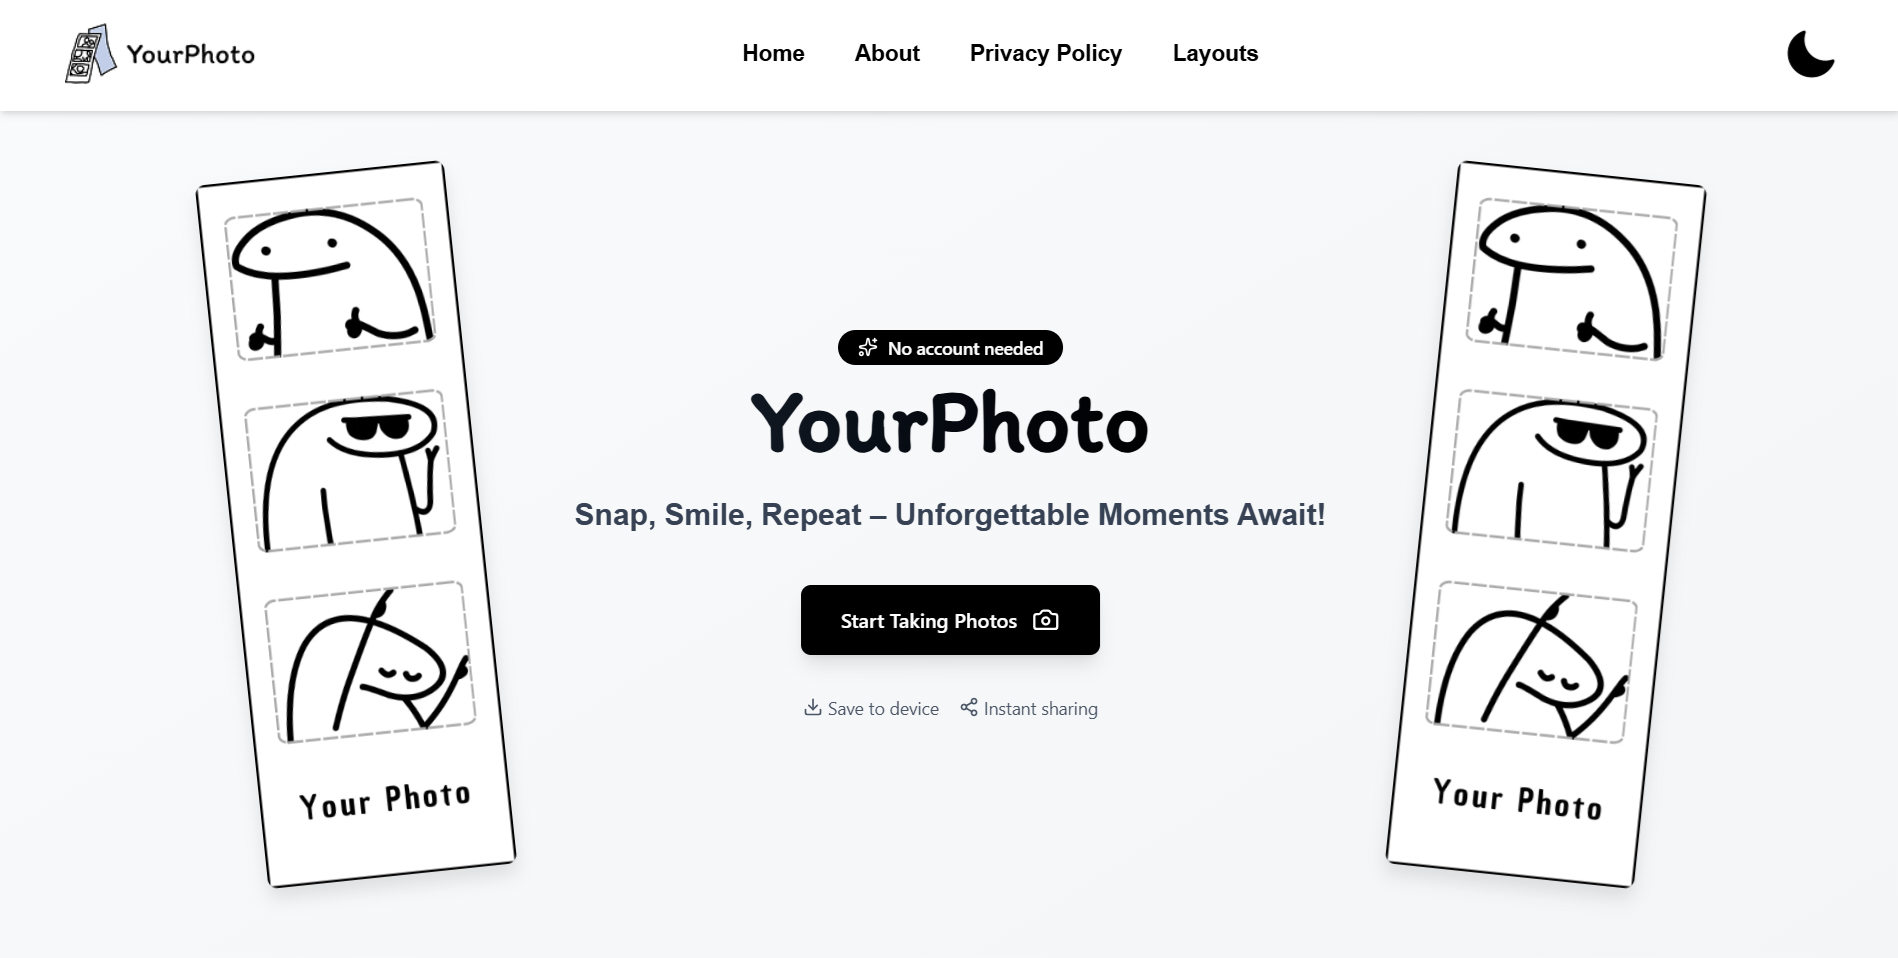 YourPhoto
Home
About
Privacy Policy
Layouts
No account needed
YourPhoto
Snap, Smile, Repeat – Unforgettable Moments Await!
Start Taking Photos
Save to device
Instant sharing
Your Photo
Your Photo